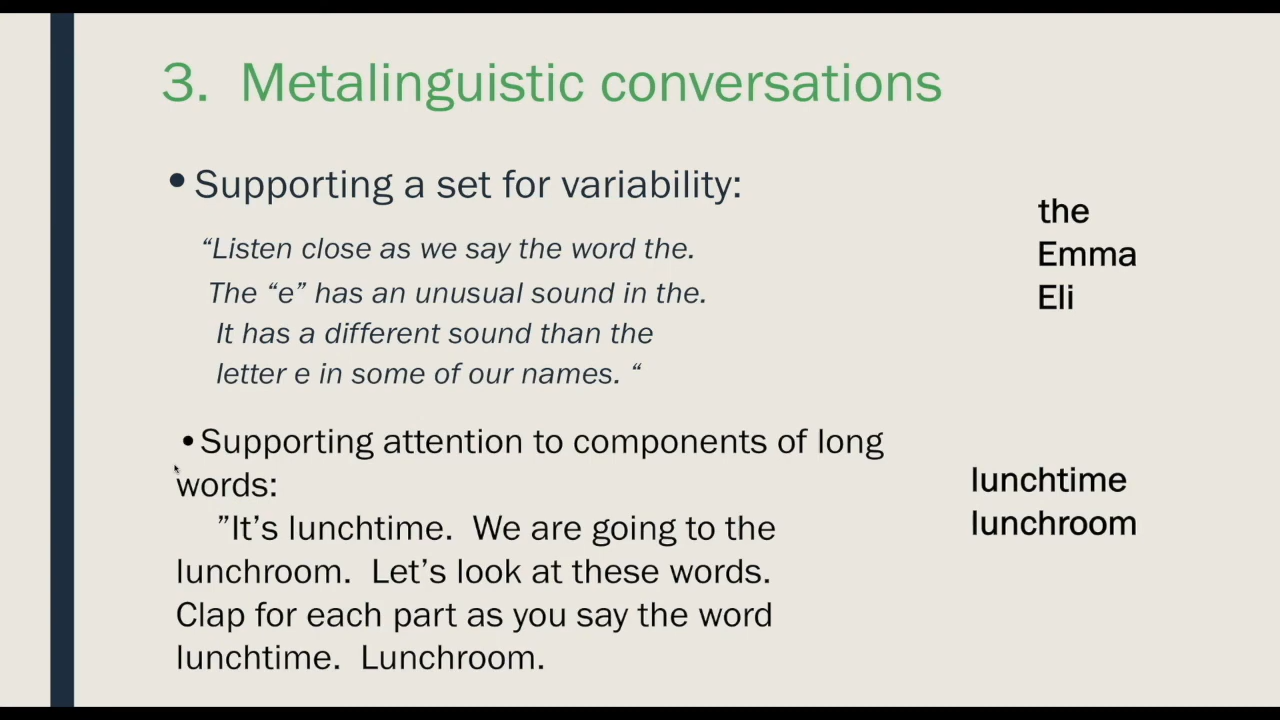 3. Metalinguistic conversations
• Supporting a set for variability:
“Listen close as we say the word the.
The “e” has an unusual sound in the.
It has a different sound than the
letter e in some of our names. “
the
Emma
Eli
•Supporting attention to components of long
words:
”It’s lunchtime. We are going to the
lunchroom. Let’s look at these words.
Clap for each part as you say the word
lunchtime. Lunchroom.
lunchtime
lunchroom